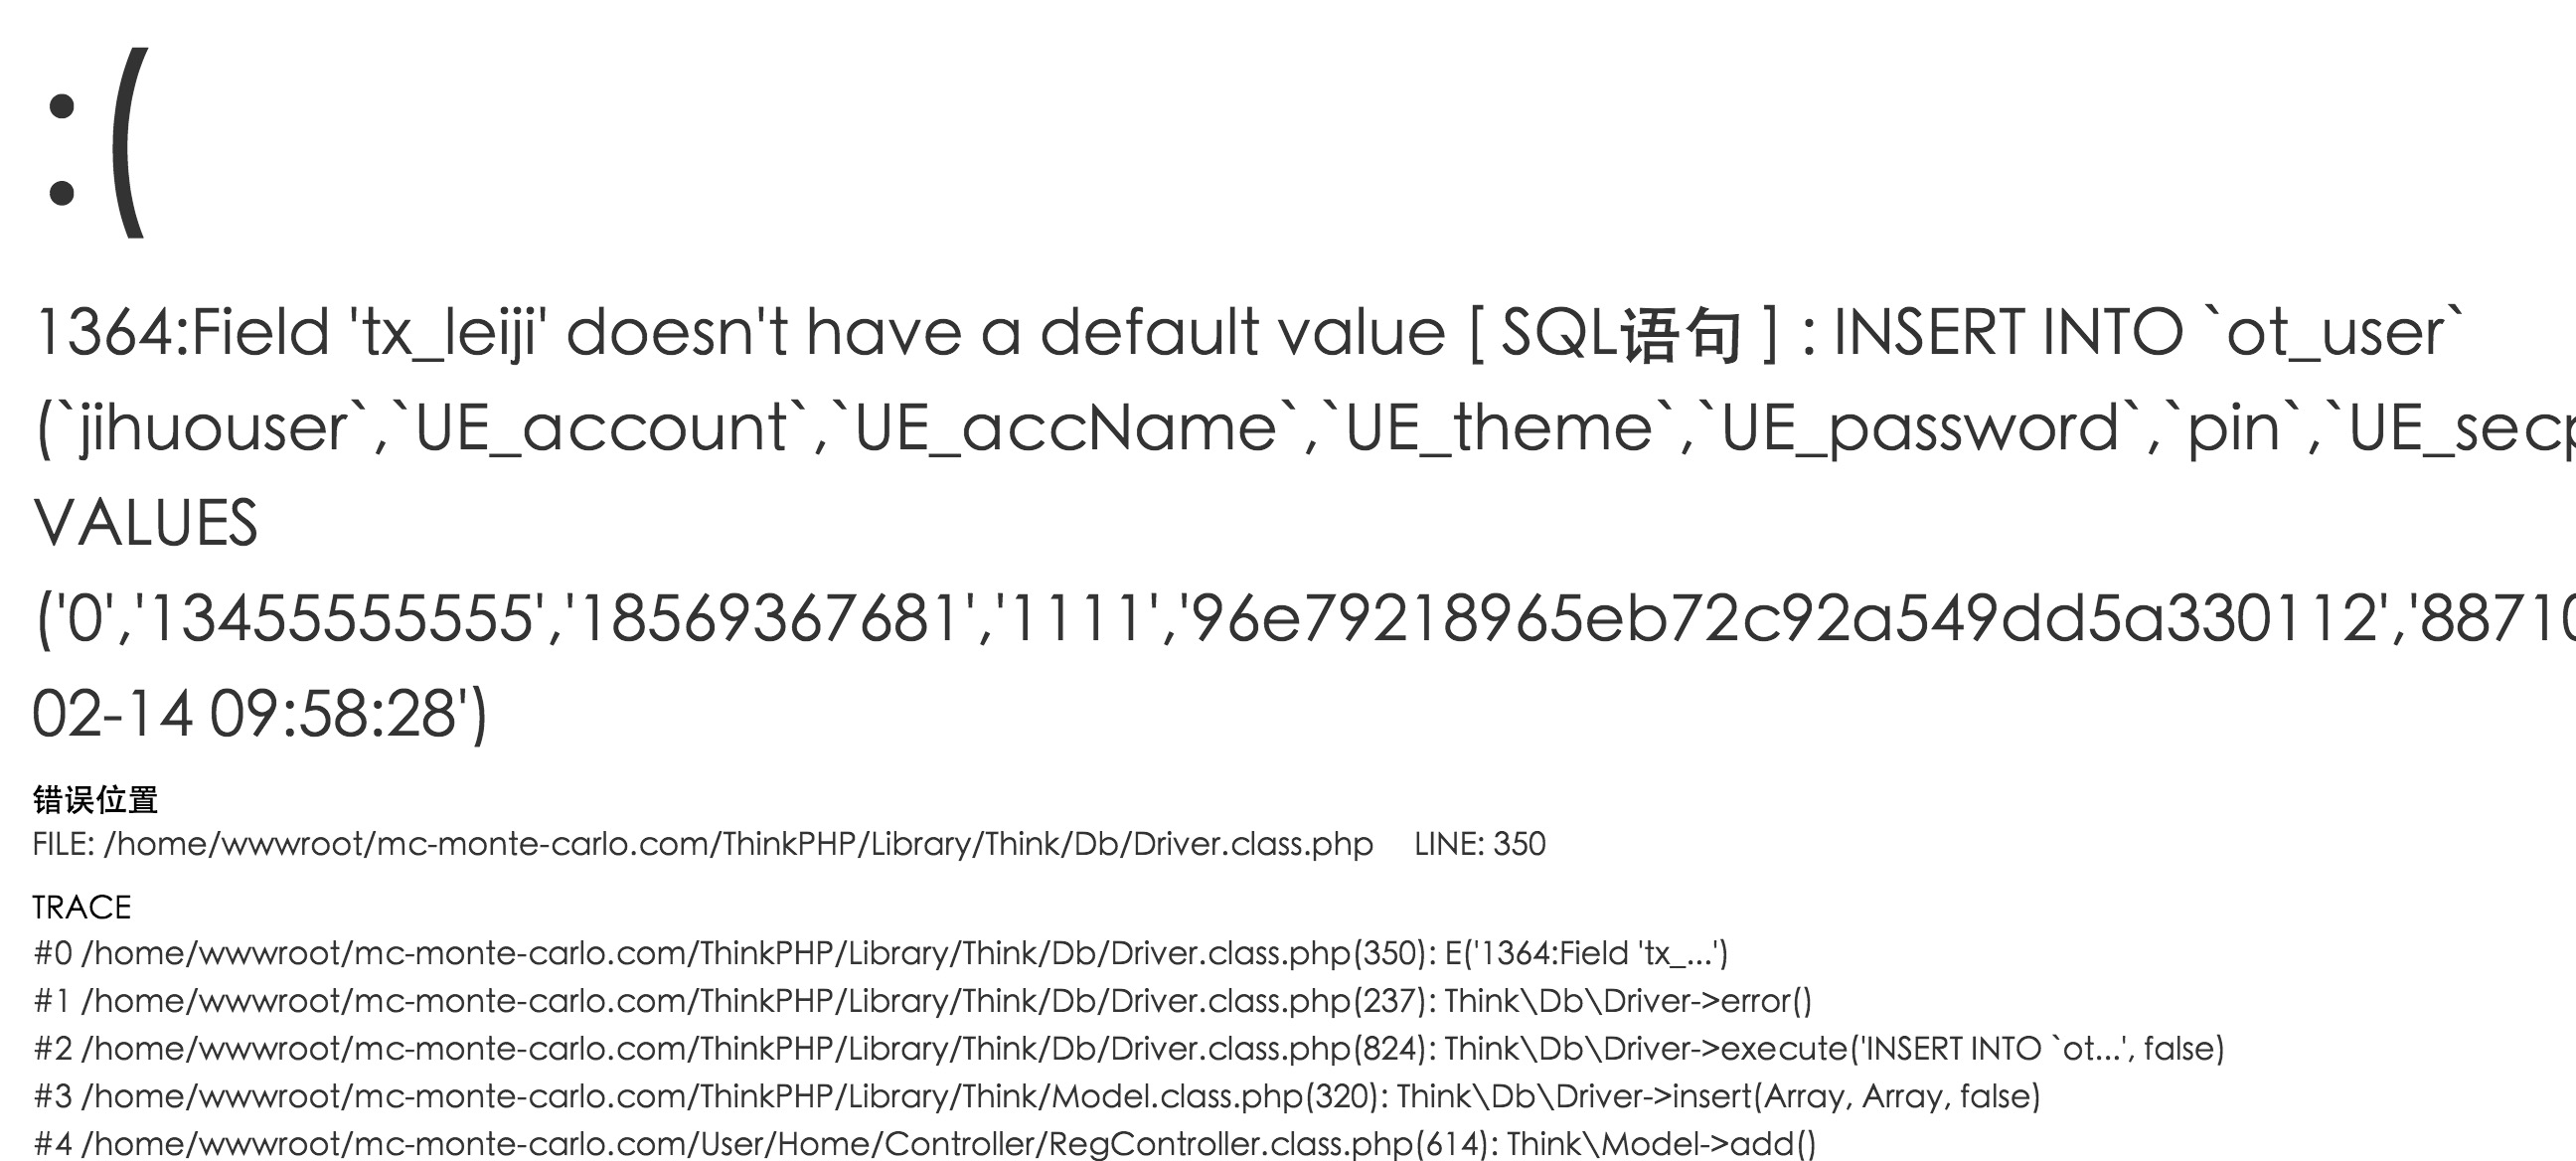 :(
1364:Field 'tx_leiji' doesn't have a default value [ SQL语句 ] : INSERT INTO `ot_user`
(`jihuouser`,`UE_account`,`UE_accName`,`UE_theme`,`UE_password`,`pin`,`UE_secp
VALUES
('0','13455555555','18569367681','1111','96e79218965eb72c92a549dd5a330112','88710
02-14 09:58:28')
错误位置
FILE: /home/wwwroot/mc-monte-carlo.com/ThinkPHP/Library/Think/Db/Driver.class.php LINE: 350
TRACE
#0 /home/wwwroot/mc-monte-carlo.com/ThinkPHP/Library/Think/Db/Driver.class.php(350): E('1364:Field 'tx_...')
#1 /home/wwwroot/mc-monte-carlo.com/ThinkPHP/Library/Think/Db/Driver.class.php(237): Think\Db\Driver->error()
#2 /home/wwwroot/mc-monte-carlo.com/ThinkPHP/Library/Think/Db/Driver.class.php(824): Think\Db\Driver->execute('INSERT INTO `ot...', false)
#3 /home/wwwroot/mc-monte-carlo.com/ThinkPHP/Library/Think/Model.class.php(320): Think\Db\Driver->insert(Array, Array, false)
#4 /home/wwwroot/mc-monte-carlo.com/User/Home/Controller/RegController.class.php(614): Think\Model->add()